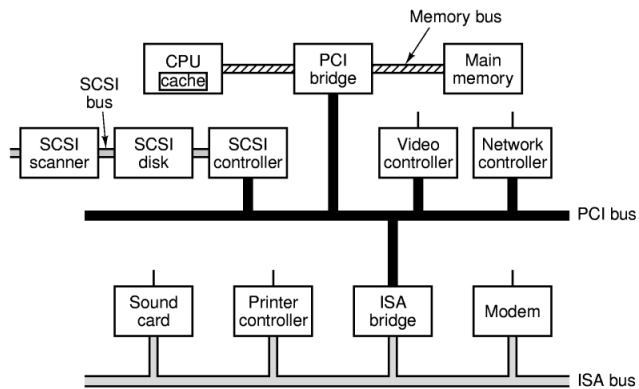 Memory bus
CPU
cache
PCI
bridge
Main
memory
SCSI
bus
SCSI
scanner
SCSI
disk
SCSI
controller
Video
controller
Network
controller
PCI bus
Sound
card
Printer
controller
ISA
bridge
Modem
ISA bus